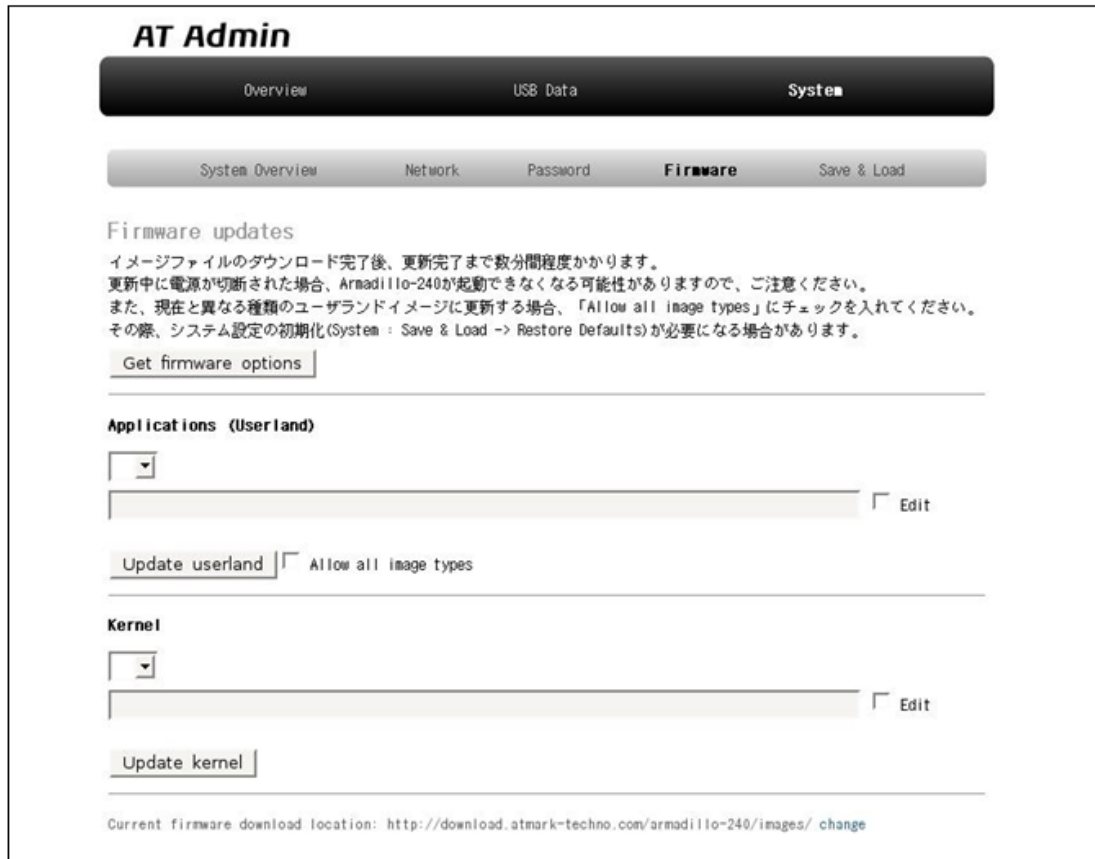 AT Admin
Overview USB Data System
System Overview Network Password Firmware Save & Load
Firmware updates
イメージファイルのダウンロード完了後、更新完了まで数分間程度かかります。
更新中に電源が切断された場合、Armadillo-240が起動できなくなる可能性がありますので、ご注意ください。
また、現在と異なる種類のユーザランドイメージに更新する場合、「Allow all image types」にチェックを入れてください。
その際、システム設定の初期化(System : Save & Load -> Restore Defaults)が必要になる場合があります。
Get firmware options
Applications (Userland)
Edit
Update userland Allow all image types
Kernel
Edit
Update kernel
Current firmware download location: http://download.atmark-techno.com/armadillo-240/images/ change